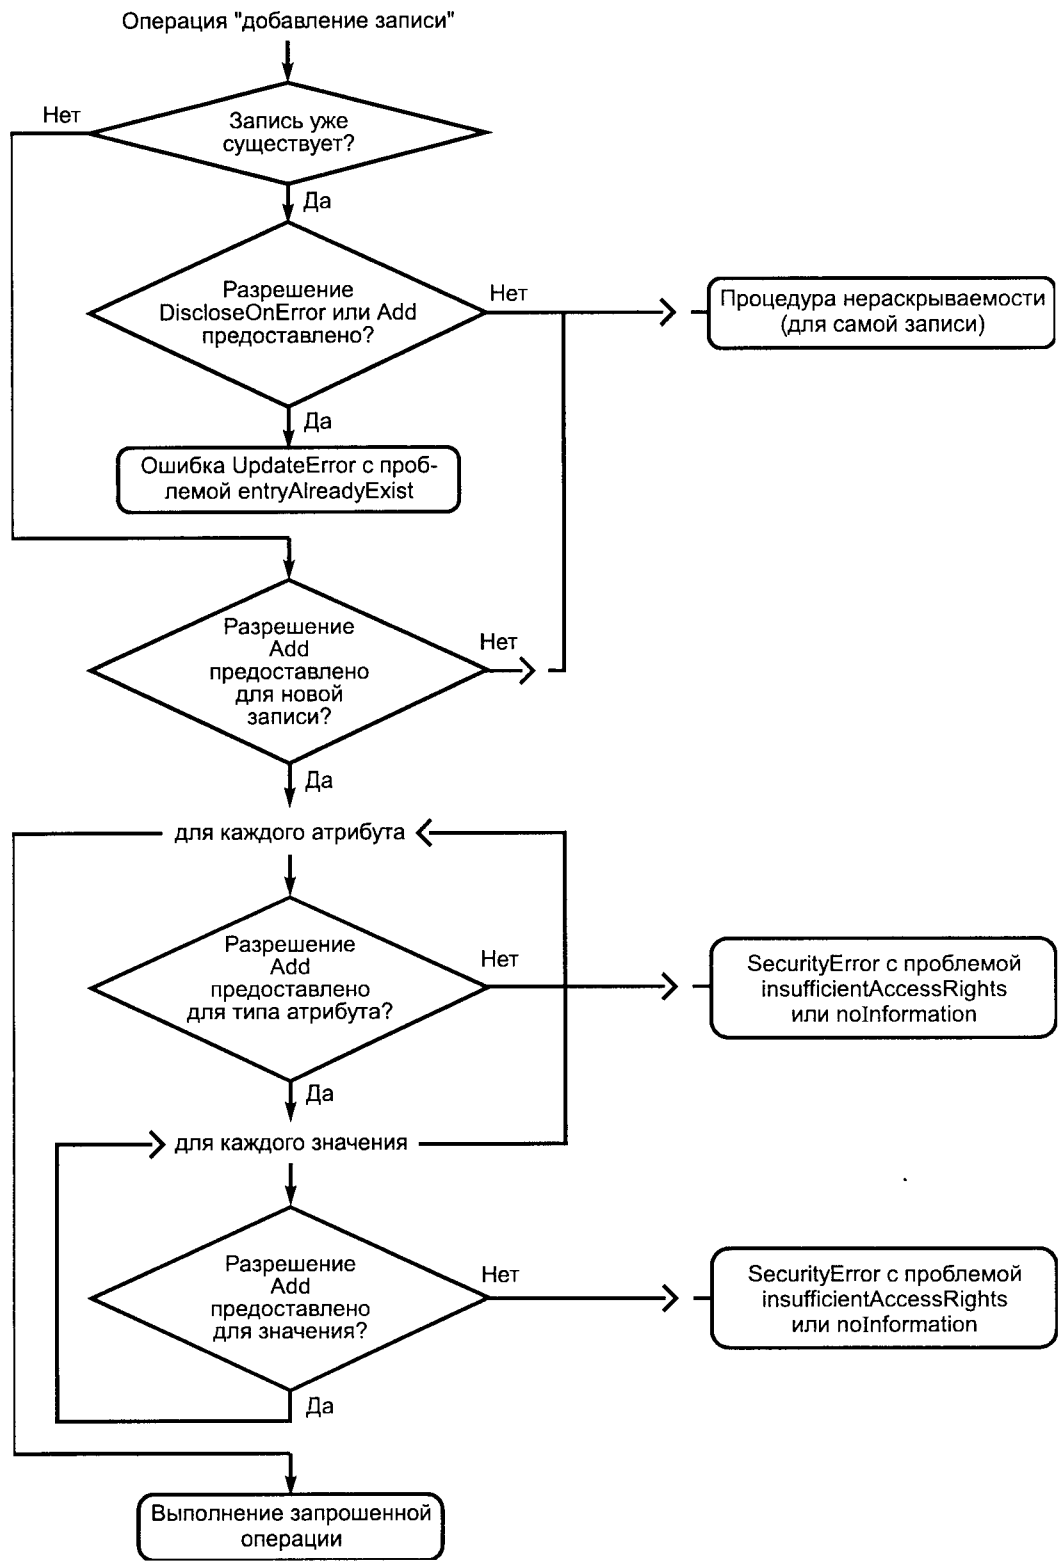 Операция "добавление записи"
Нет
Запись уже
существует?
Да
Разрешение
DiscloseOnError или Add
предоставлено?
Нет
Процедура нераскрываемости
(для самой записи)
Да
Ошибка UpdateError с проб-
лемой entryAlreadyExist
Разрешение
Add
предоставлено
для новой
записи?
Нет
Да
для каждого атрибута
Разрешение
Add
предоставлено
для типа атрибута?
Нет
SecurityError с проблемой
insufficientAccessRights
или noInformation
Да
для каждого значения
Разрешение
Add
предоставлено
для значения?
Нет
SecurityError с проблемой
insufficientAccessRights
или noInformation
Да
Выполнение запрошенной
операции